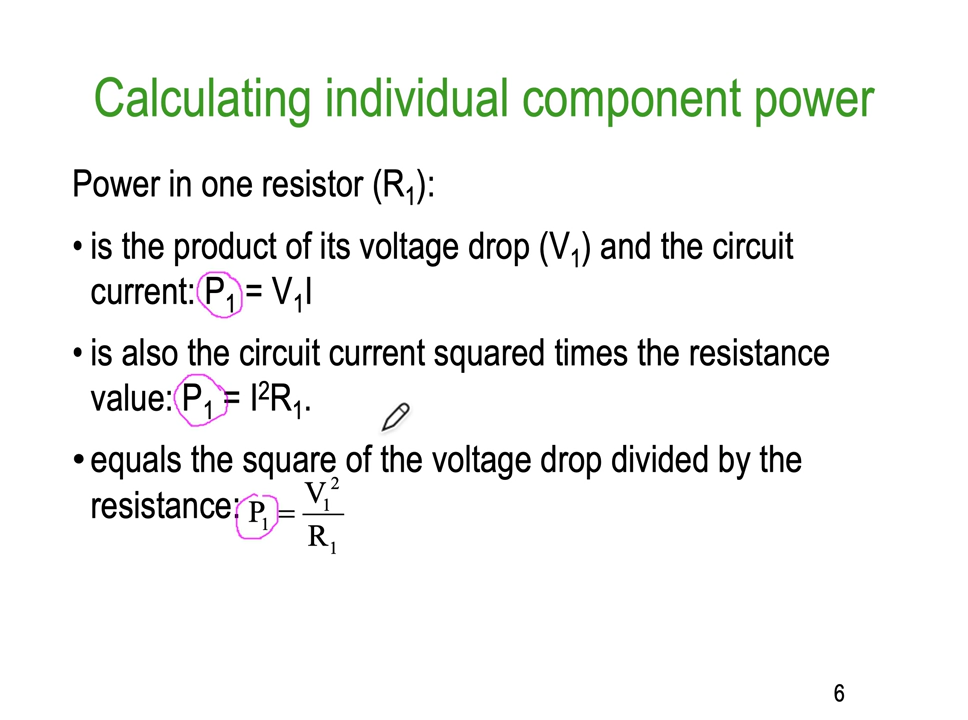 Calculating individual component power
Power in one resistor (R₁):
• is the product of its voltage drop (V₁) and the circuit
current: P₁ = V₁I
• is also the circuit current squared times the resistance
value: P₁ = I²R₁.
• equals the square of the voltage drop divided by the
resistance: P₁ = V₁² / R₁
6